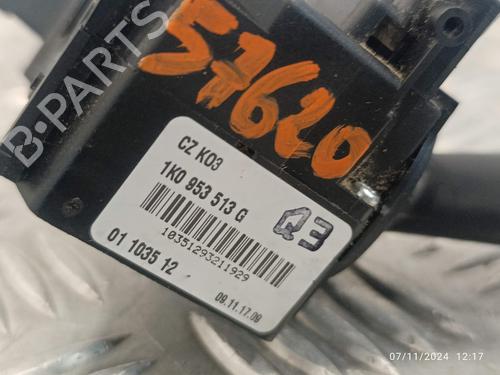 57620
B-PARTS
CZ K03
1K0 953 513 G
Q3
10351293211929
01 1035 12
09.11.17.09
07/11/2024 12:17